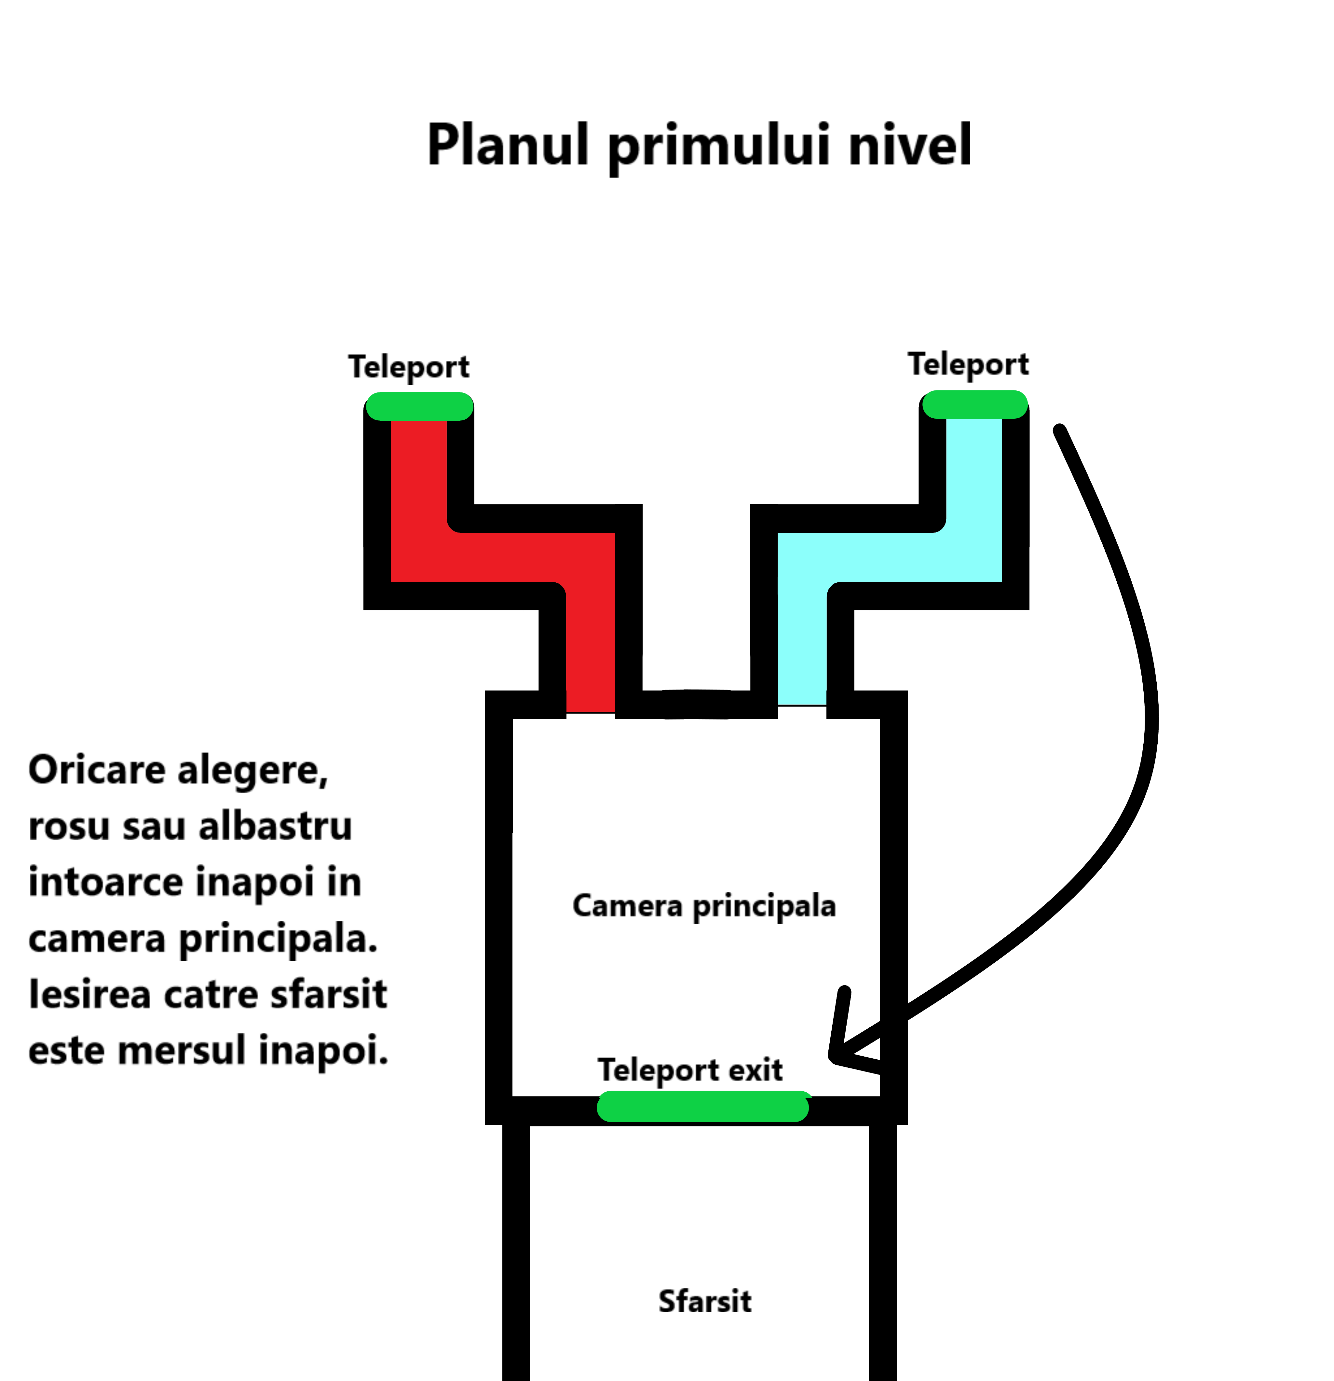 Planul primului nivel
Teleport
Teleport
Oricare alegere,
rosu sau albastru
intoarce inapoi in
camera principala.
Iesirea catre sfarsit
este mersul inapoi.
Camera principala
Teleport exit
Sfarsit